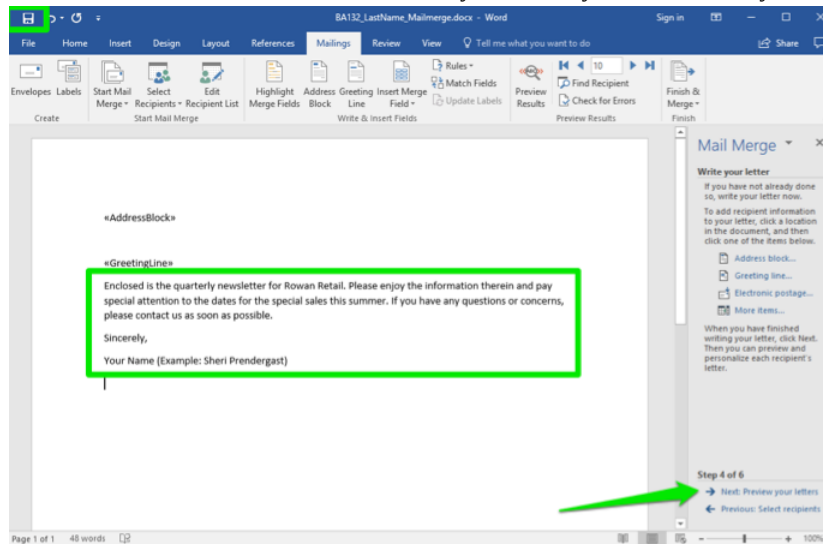 BA132_LastName_Mailmerge.docx - Word
Sign in
File Home Insert Design Layout References Mailings Review View Tell me what you want to do Share
Envelopes Labels
Start Mail Merge
Select Recipients
Edit Recipient List
Highlight Merge Fields
Address Block
Greeting Line
Insert Merge Field
Rules
Match Fields
Update Labels
ABC
Preview Results
10
Find Recipient
Check for Errors
Finish & Merge
Create
Start Mail Merge
Write & Insert Fields
Preview Results
Finish
«AddressBlock»
«GreetingLine»
Enclosed is the quarterly newsletter for Rowan Retail. Please enjoy the information therein and pay
special attention to the dates for the special sales this summer. If you have any questions or concerns,
please contact us as soon as possible.
Sincerely,
Your Name (Example: Sheri Prendergast)
Mail Merge
Write your letter
If you have not already done
so, write your letter now.
To add recipient information
to your letter, click a location
in the document, and then
click one of the items below.
Address block...
Greeting line...
Electronic postage...
More items...
When you have finished
writing your letter, click Next.
Then you can preview and
personalize each recipient's
letter.
Step 4 of 6
Next: Preview your letters
Previous: Select recipients
Page 1 of 1 48 words
100%